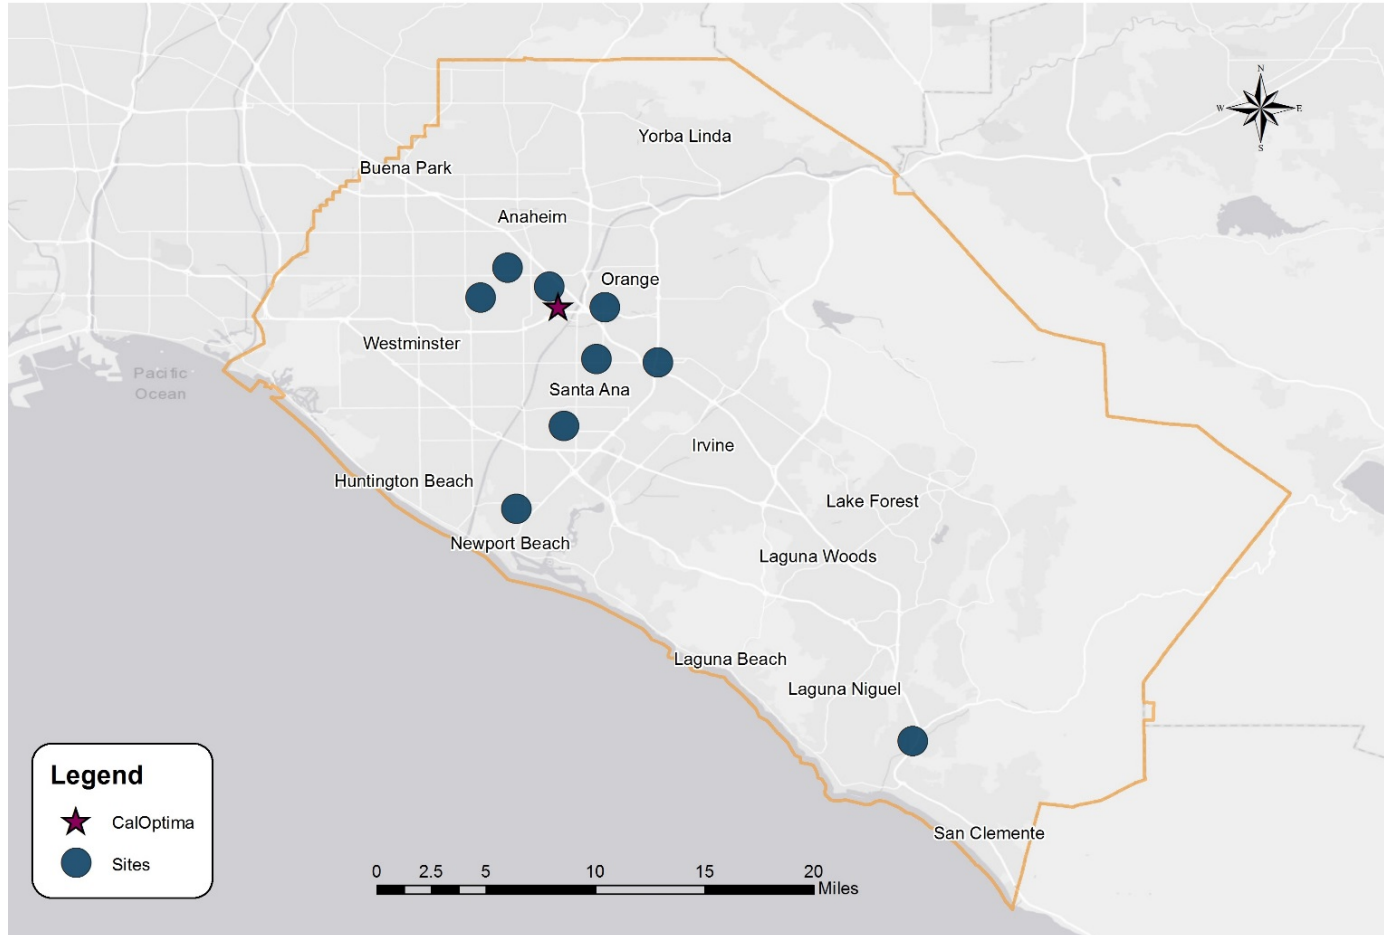 N
W E
S
Yorba Linda
Buena Park
Anaheim
Orange
Westminster
Pacific
Ocean
Santa Ana
Irvine
Huntington Beach
Lake Forest
Newport Beach
Laguna Woods
Laguna Beach
Laguna Niguel
San Clemente
Legend
CalOptima
Sites
0 2.5 5 10 15 20
Miles